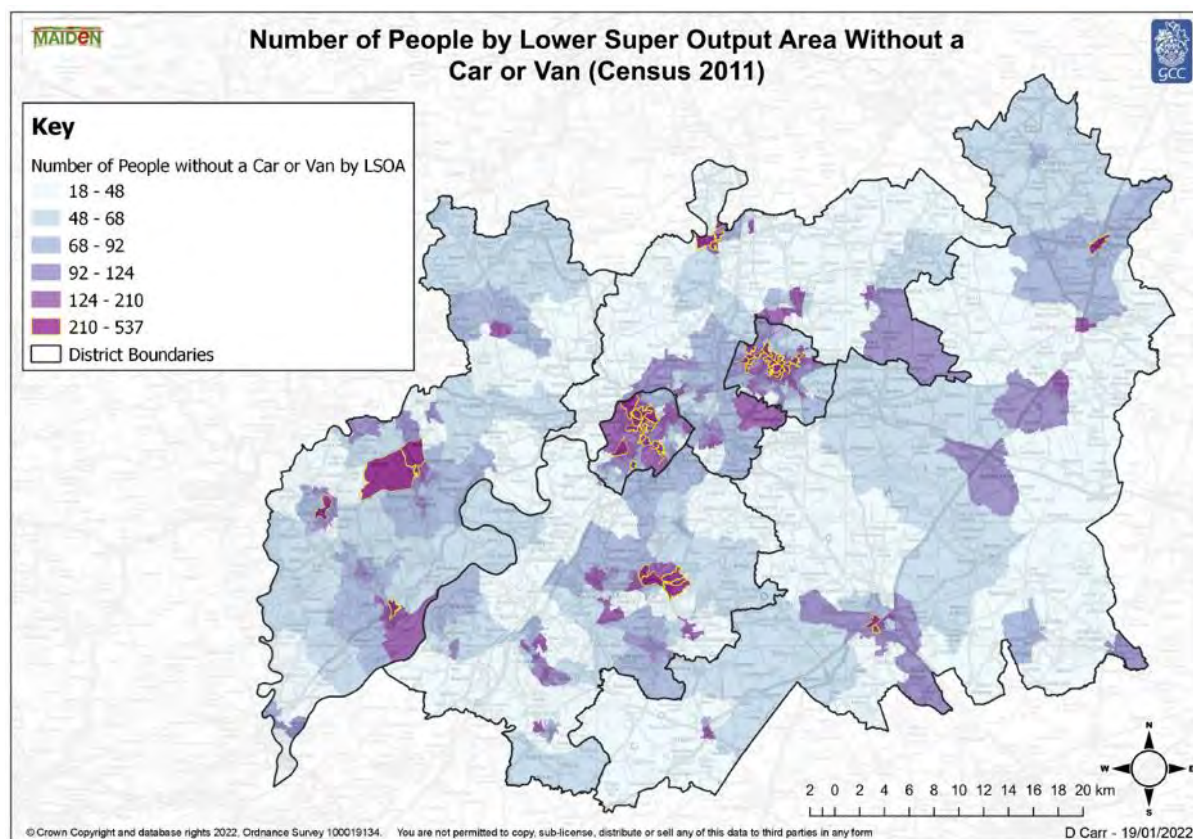 MAIDeN
Number of People by Lower Super Output Area Without a
Car or Van (Census 2011)
GCC
Key
Number of People without a Car or Van by LSOA
18 - 48
48 - 68
68 - 92
92 - 124
124 - 210
210 - 537
District Boundaries
N
W
E
S
2 0 2 4 6 8 10 12 14 16 18 20 km
© Crown Copyright and database rights 2022, Ordnance Survey 100019134. You are not permitted to copy, sub-license, distribute or sell any of this data to third parties in any form
D Carr - 19/01/2022